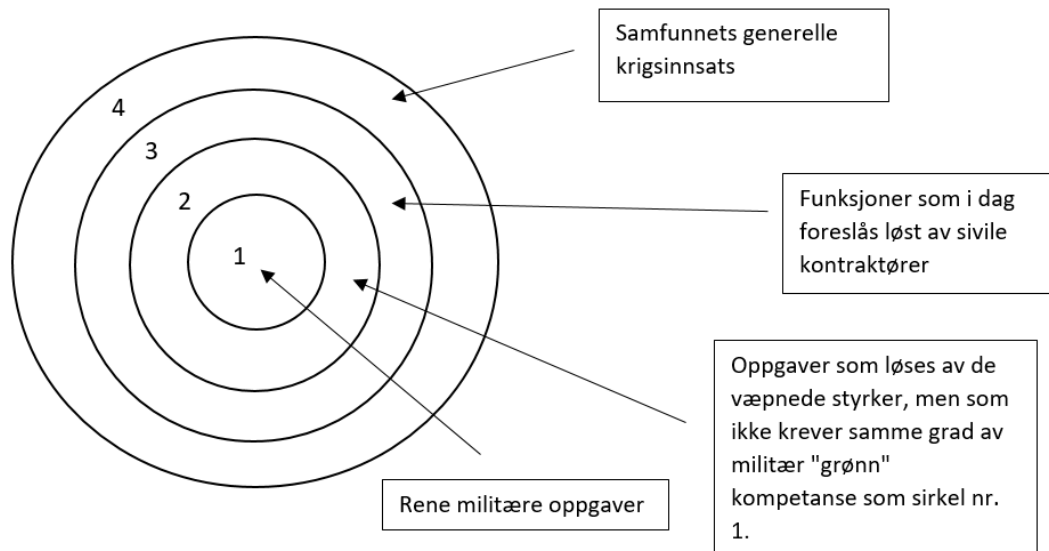 Samfunnets generelle
krigsinnsats
4
3
2
1
Funksjoner som i dag
foreslås løst av sivile
kontraktører
Oppgaver som løses av de
væpnede styrker, men som
ikke krever samme grad av
militær "grønn"
kompetanse som sirkel nr.
1.
Rene militære oppgaver